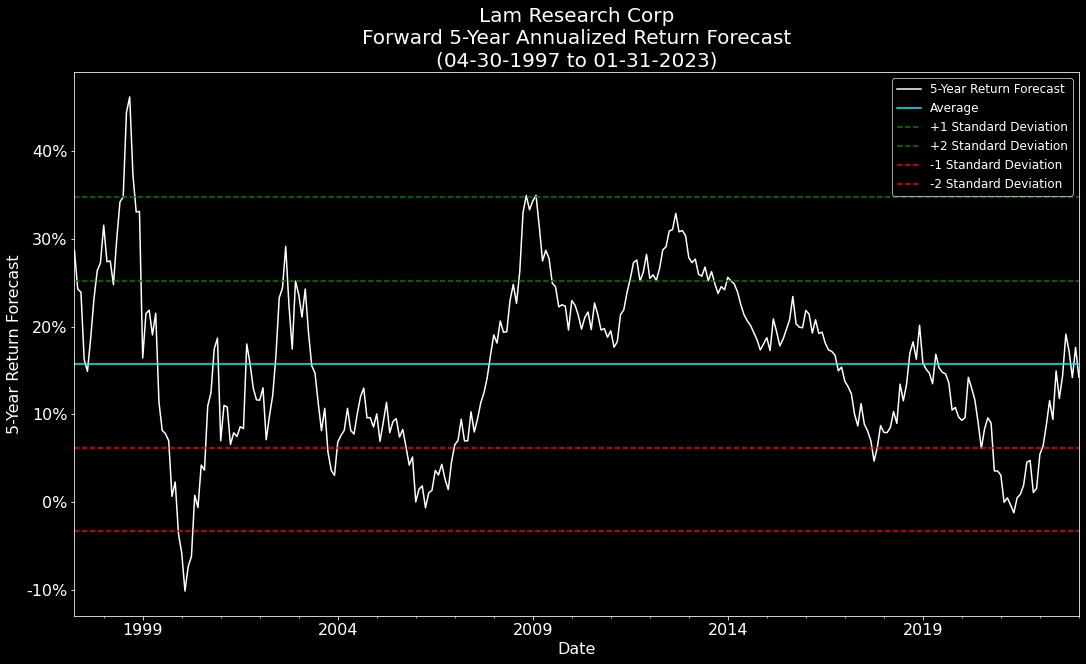 Lam Research Corp
Forward 5-Year Annualized Return Forecast
(04-30-1997 to 01-31-2023)
5-Year Return Forecast
Average
+1 Standard Deviation
+2 Standard Deviation
-1 Standard Deviation
-2 Standard Deviation
5-Year Return Forecast
40%
30%
20%
10%
0%
-10%
1999
2004
2009
2014
2019
Date